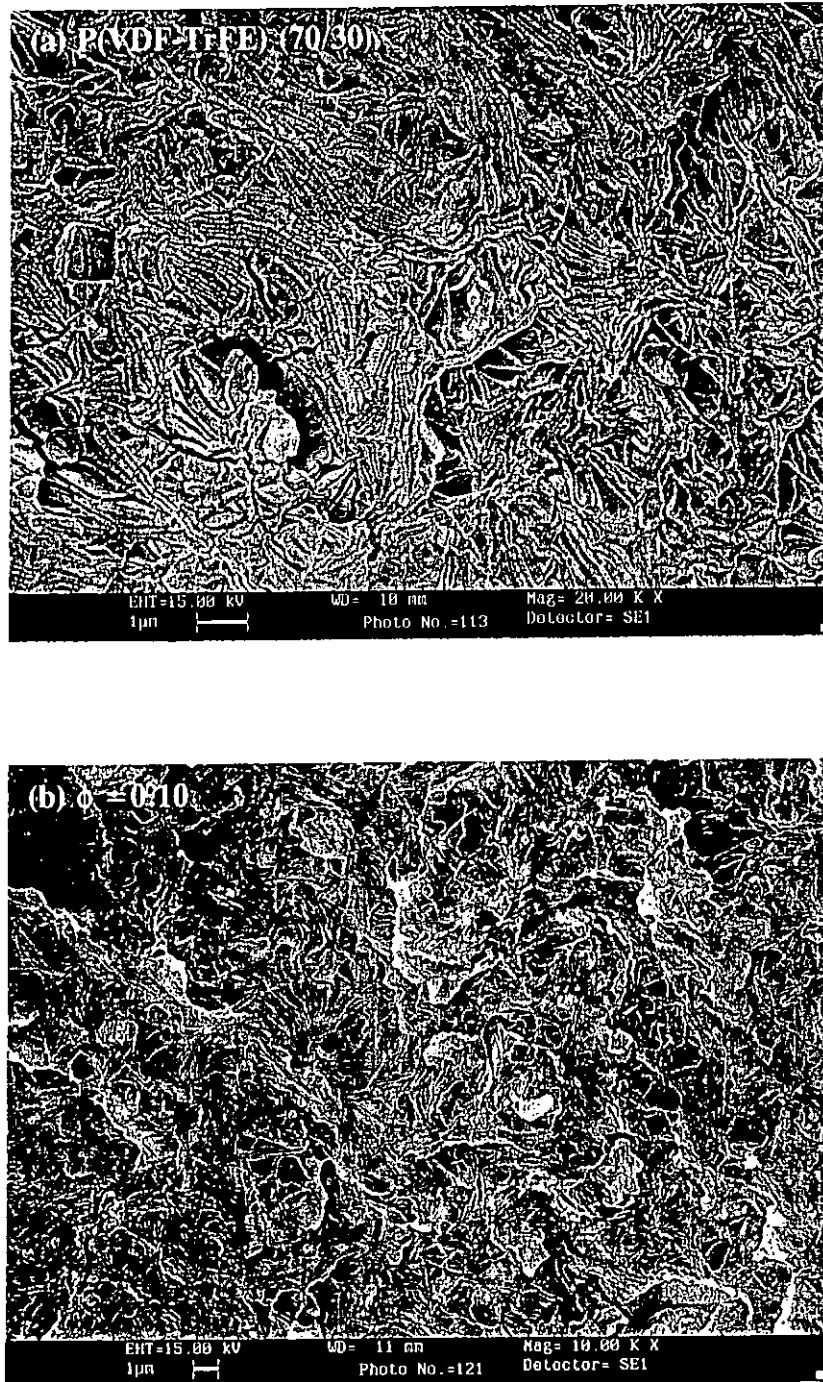 (a) P(VDF-TrFE) (70/30)
EHT=15.00 kV WD= 10 mm Mag= 20.00 K X
1µm Photo No.=113 Detector= SE1
(b) ϕ =0.10
EHT=15.00 kV WD= 11 mm Mag= 10.00 K X
1µm Photo No.=121 Detector= SE1